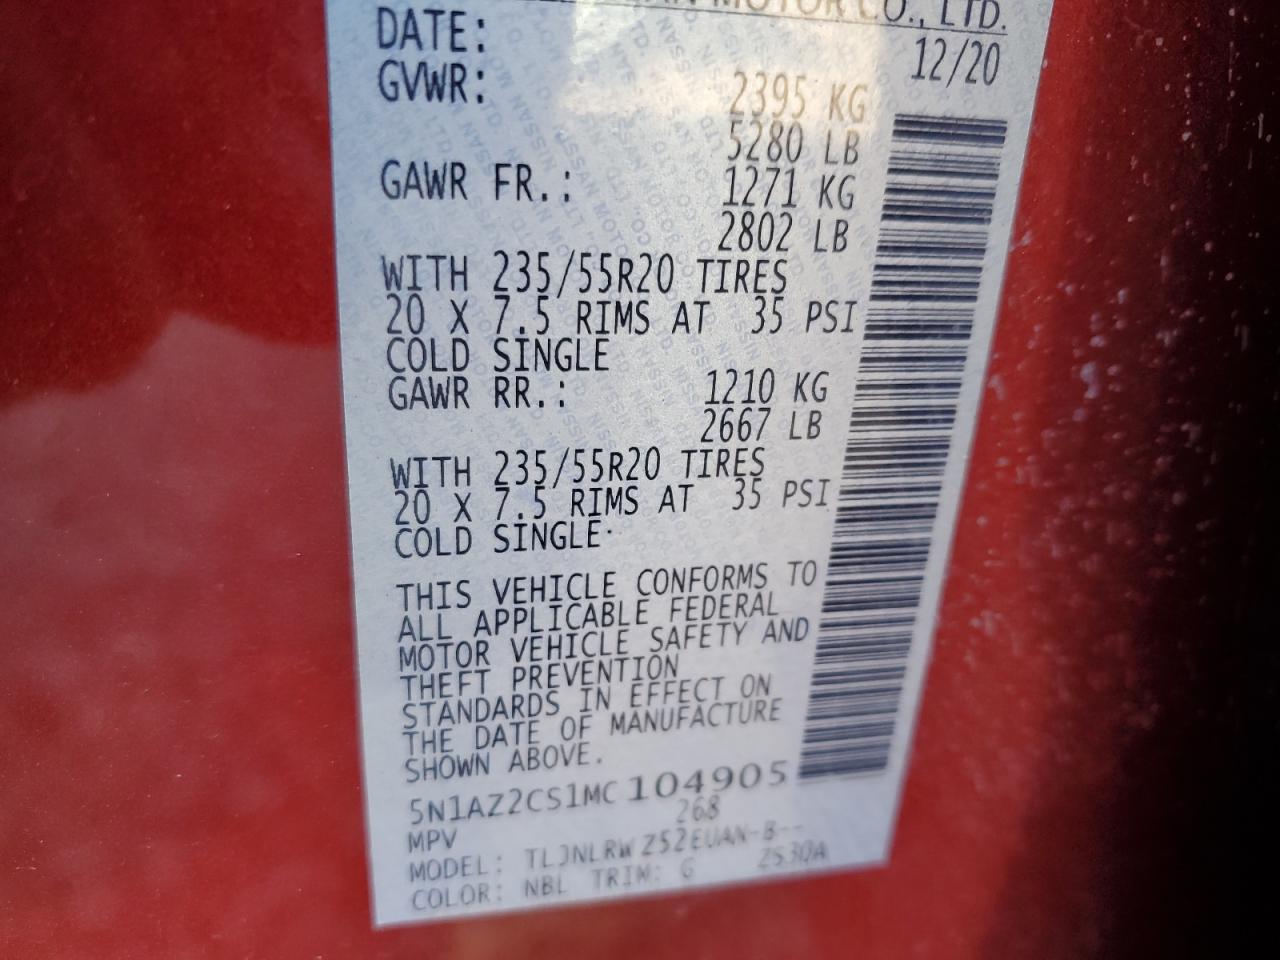 MOTOR CO., LTD.
DATE: 12/20
GVWR: 2395 KG
5280 LB
GAWR FR.: 1271 KG
2802 LB
WITH 235/55R20 TIRES
20 X 7.5 RIMS AT 35 PSI
COLD SINGLE
GAWR RR.: 1210 KG
2667 LB
WITH 235/55R20 TIRES
20 X 7.5 RIMS AT 35 PSI
COLD SINGLE
THIS VEHICLE CONFORMS TO
ALL APPLICABLE FEDERAL
MOTOR VEHICLE SAFETY AND
THEFT PREVENTION
STANDARDS IN EFFECT ON
THE DATE OF MANUFACTURE
SHOWN ABOVE.
5N1AZ2CS1MC104905
MPV 268
MODEL: TLJNLRW Z52EUAN-B--
COLOR: NBL TRIM: G ZS30A